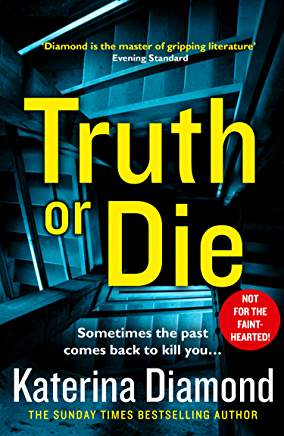 ‘Diamond is the master of gripping literature’
Evening Standard
Truth
or Die
NOT
FOR THE
FAINT-
HEARTED!
Sometimes the past
comes back to kill you…
Katerina Diamond
THE SUNDAY TIMES BESTSELLING AUTHOR